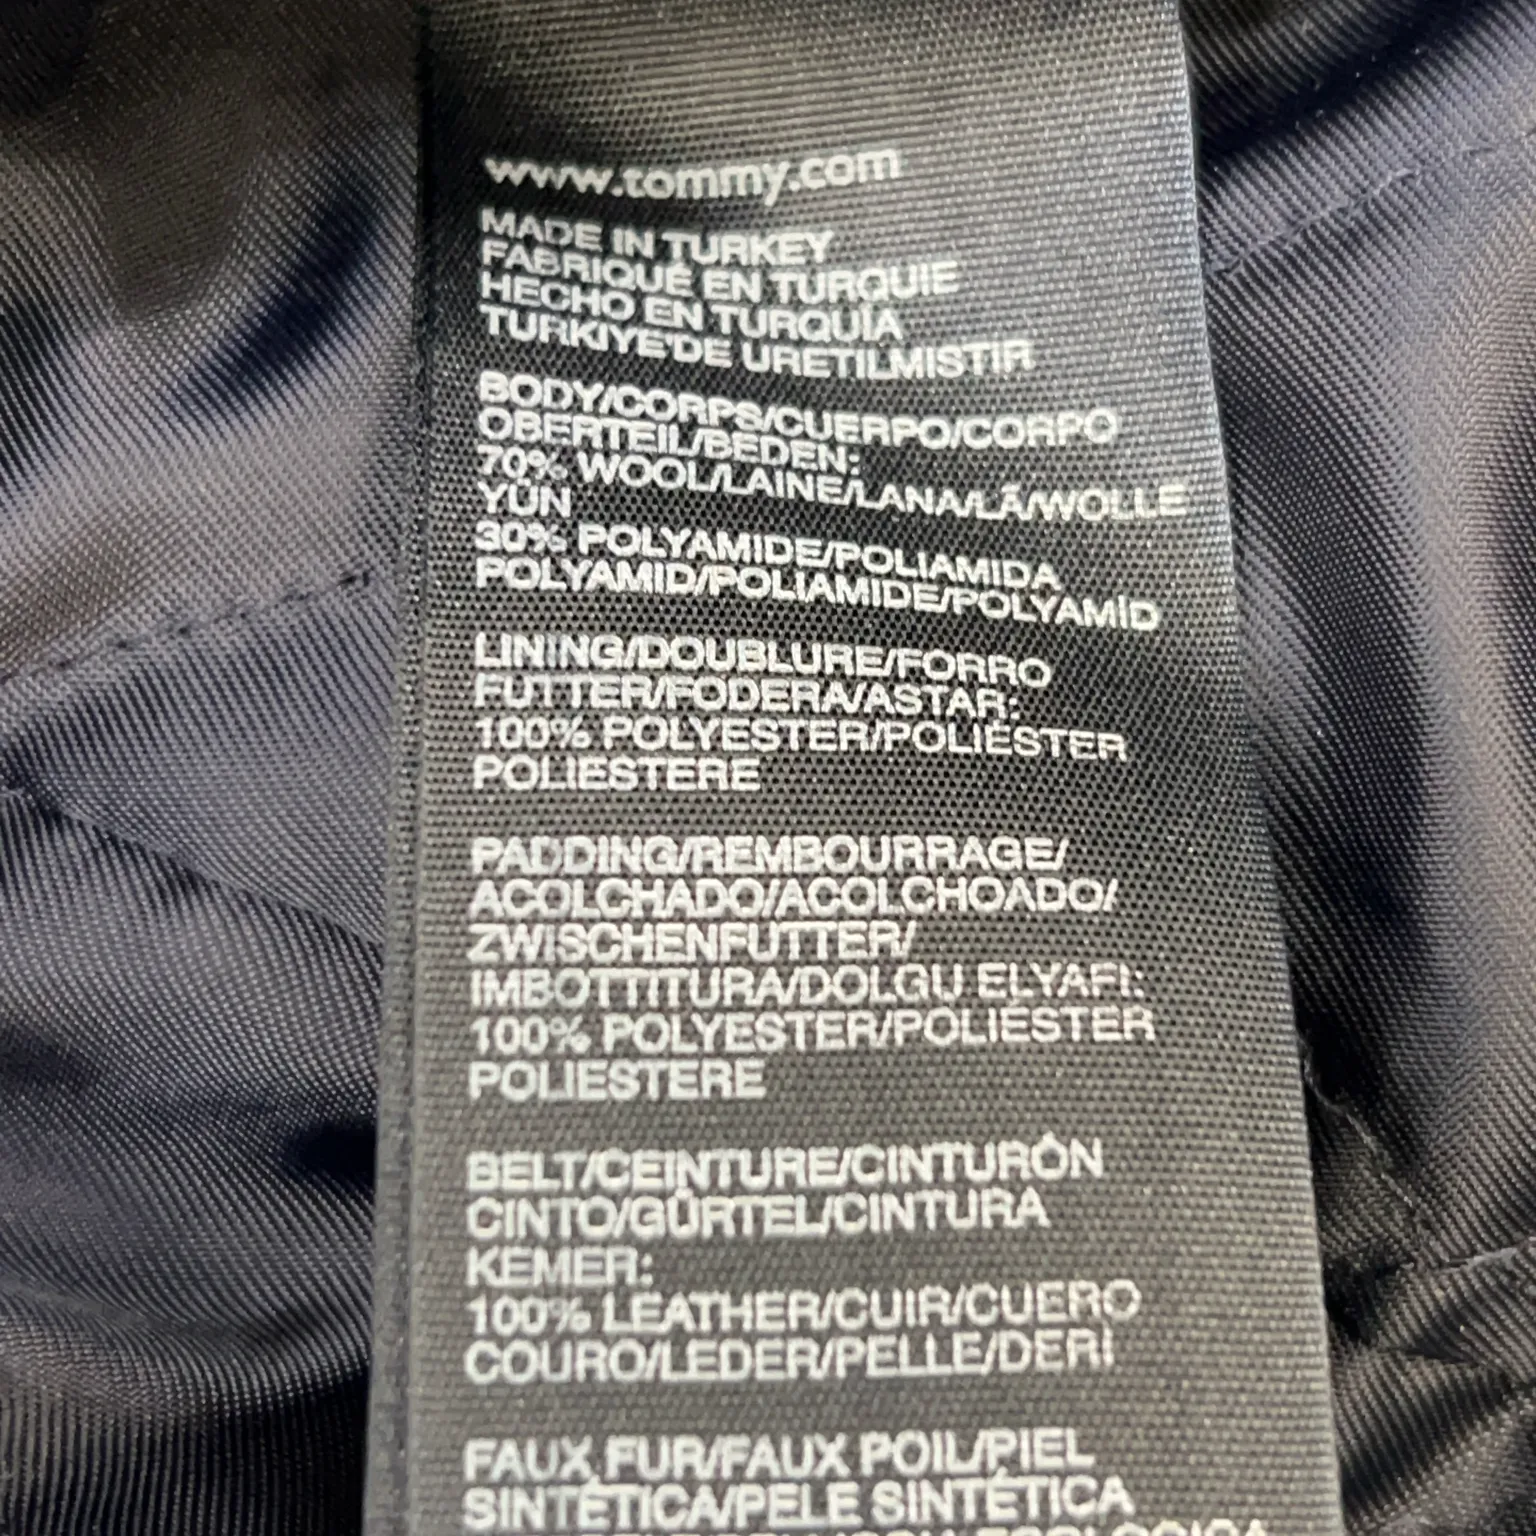 www.tommy.com
MADE IN TURKEY
FABRIQUÉ EN TURQUIE
HECHO EN TURQUÍA
TURKIYE'DE URETILMISTIR
BODY/CORPS/CUERPO/CORPO
OBERTEIL/BEDEN:
70% WOOL/LAINE/LANA/LÃ/WOLLE
YÜN
30% POLYAMIDE/POLIAMIDA
POLYAMID/POLIAMIDE/POLYAMİD
LINING/DOUBLURE/FORRO
FUTTER/FODERA/ASTAR:
100% POLYESTER/POLIÉSTER
POLIESTERE
PADDING/REMBOURRAGE/
ACOLCHADO/ACOLCHOADO/
ZWISCHENFUTTER/
IMBOTTITURA/DOLGU ELYAFI:
100% POLYESTER/POLIÉSTER
POLIESTERE
BELT/CEINTURE/CINTURÓN
CINTO/GÜRTEL/CINTURA
KEMER:
100% LEATHER/CUIR/CUERO
COURO/LEDER/PELLE/DERİ
FAUX FUR/FAUX POIL/PIEL
SINTÉTICA/PELE SINTÉTICA